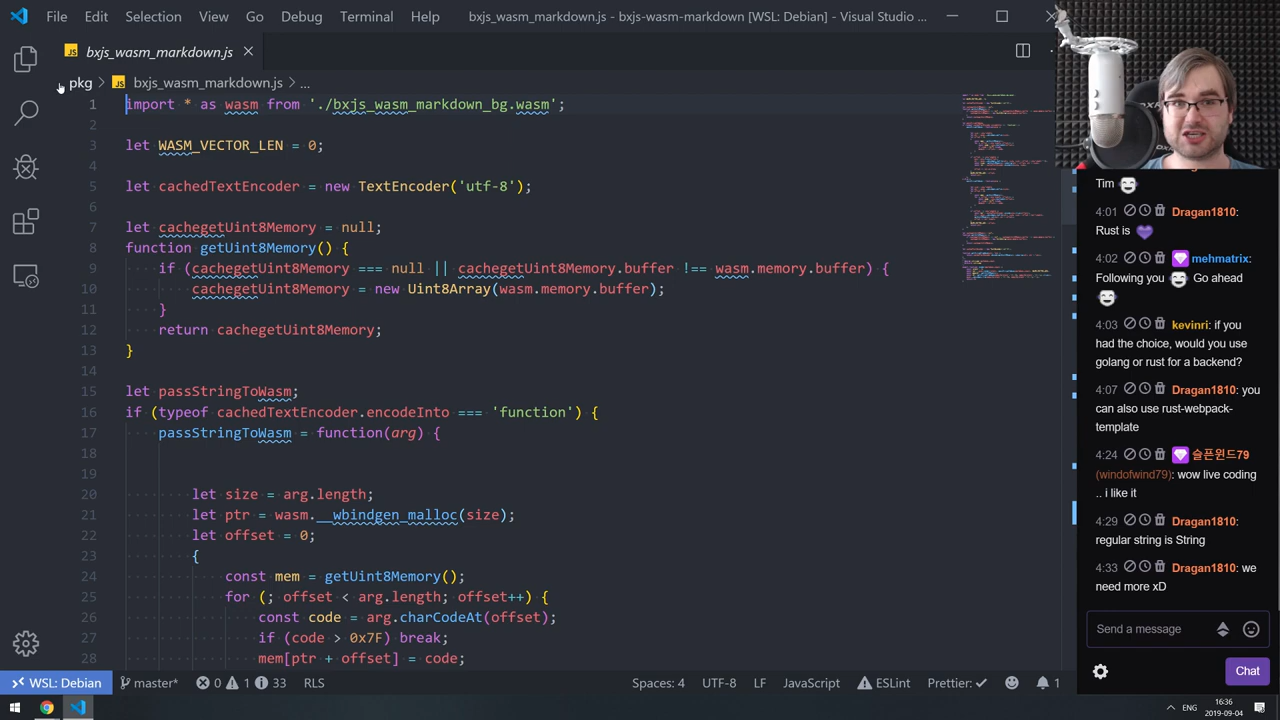 File Edit Selection View Go Debug Terminal Help bxjs_wasm_markdown.js - bxjs-wasm-markdown [WSL: Debian] - Visual Studio ...
JS bxjs_wasm_markdown.js
pkg > JS bxjs_wasm_markdown.js > ...
1 import * as wasm from './bxjs_wasm_markdown_bg.wasm';
2
3 let WASM_VECTOR_LEN = 0;
4
5 let cachedTextEncoder = new TextEncoder('utf-8');
6
7 let cachegetUint8Memory = null;
8 function getUint8Memory() {
9 if (cachegetUint8Memory === null || cachegetUint8Memory.buffer !== wasm.memory.buffer) {
10 cachegetUint8Memory = new Uint8Array(wasm.memory.buffer);
11 }
12 return cachegetUint8Memory;
13 }
14
15 let passStringToWasm;
16 if (typeof cachedTextEncoder.encodeInto === 'function') {
17 passStringToWasm = function(arg) {
18
19
20 let size = arg.length;
21 let ptr = wasm.__wbindgen_malloc(size);
22 let offset = 0;
23 {
24 const mem = getUint8Memory();
25 for (; offset < arg.length; offset++) {
26 const code = arg.charCodeAt(offset);
27 if (code > 0x7F) break;
28 mem[ptr + offset] = code;
Tim
4:01 Dragan1810:
Rust is
4:02 mehmatrix:
Following you Go ahead
4:03 kevinri: if you
had the choice, would you use
golang or rust for a backend?
4:07 Dragan1810: you
can also use rust-webpack-
template
4:24 슬픈윈드79
(windofwind79): wow live coding
.. i like it
4:29 Dragan1810:
regular string is String
4:33 Dragan1810: we
need more xD
Send a message
Chat
WSL: Debian master* 0 1 33 RLS Spaces: 4 UTF-8 LF JavaScript ESLint Prettier: ✓ 1
ENG 16:36
2019-09-04